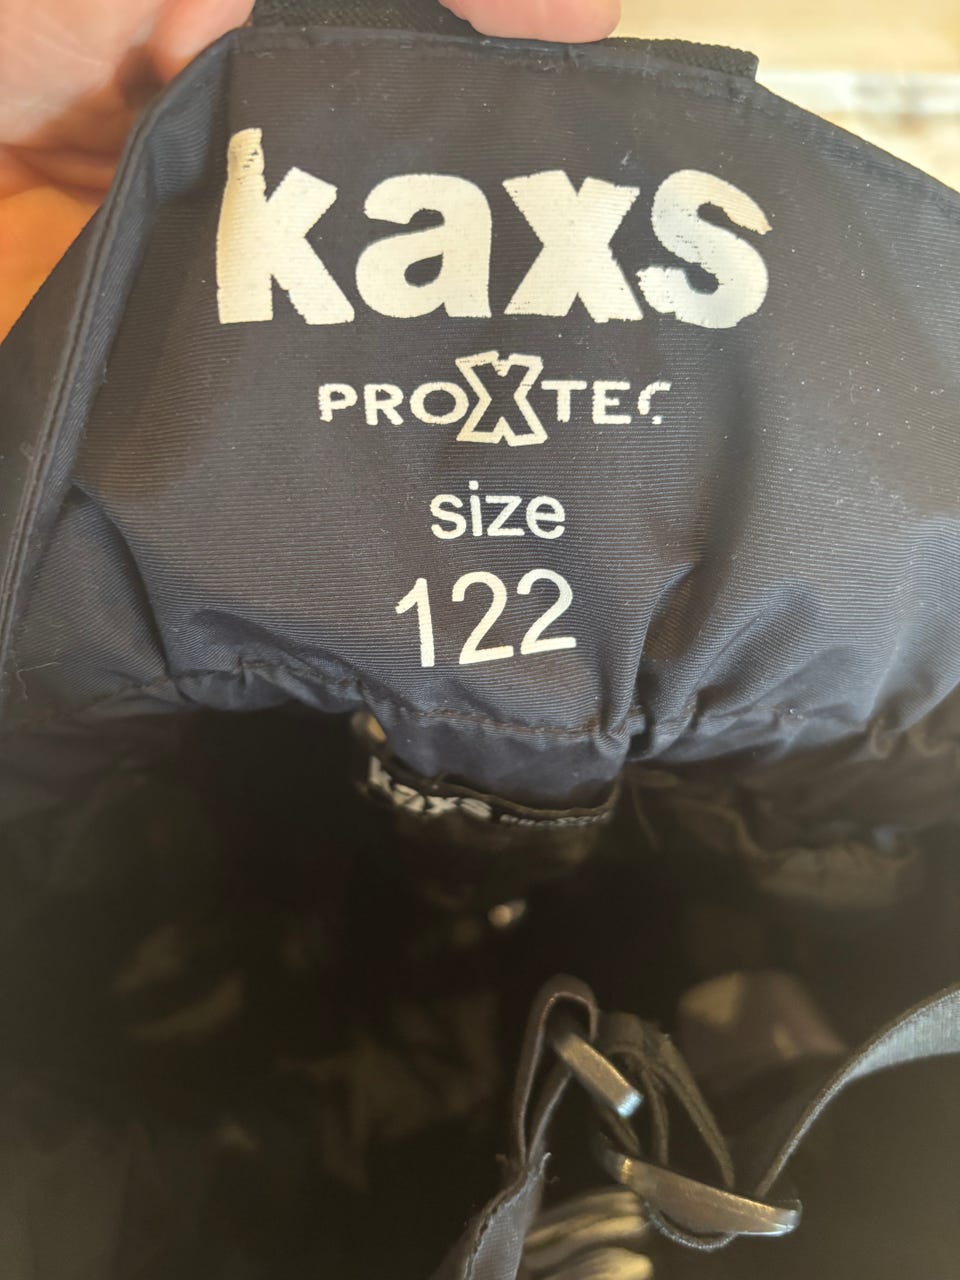 kaxs
PROXTEC
size
122
kaxs